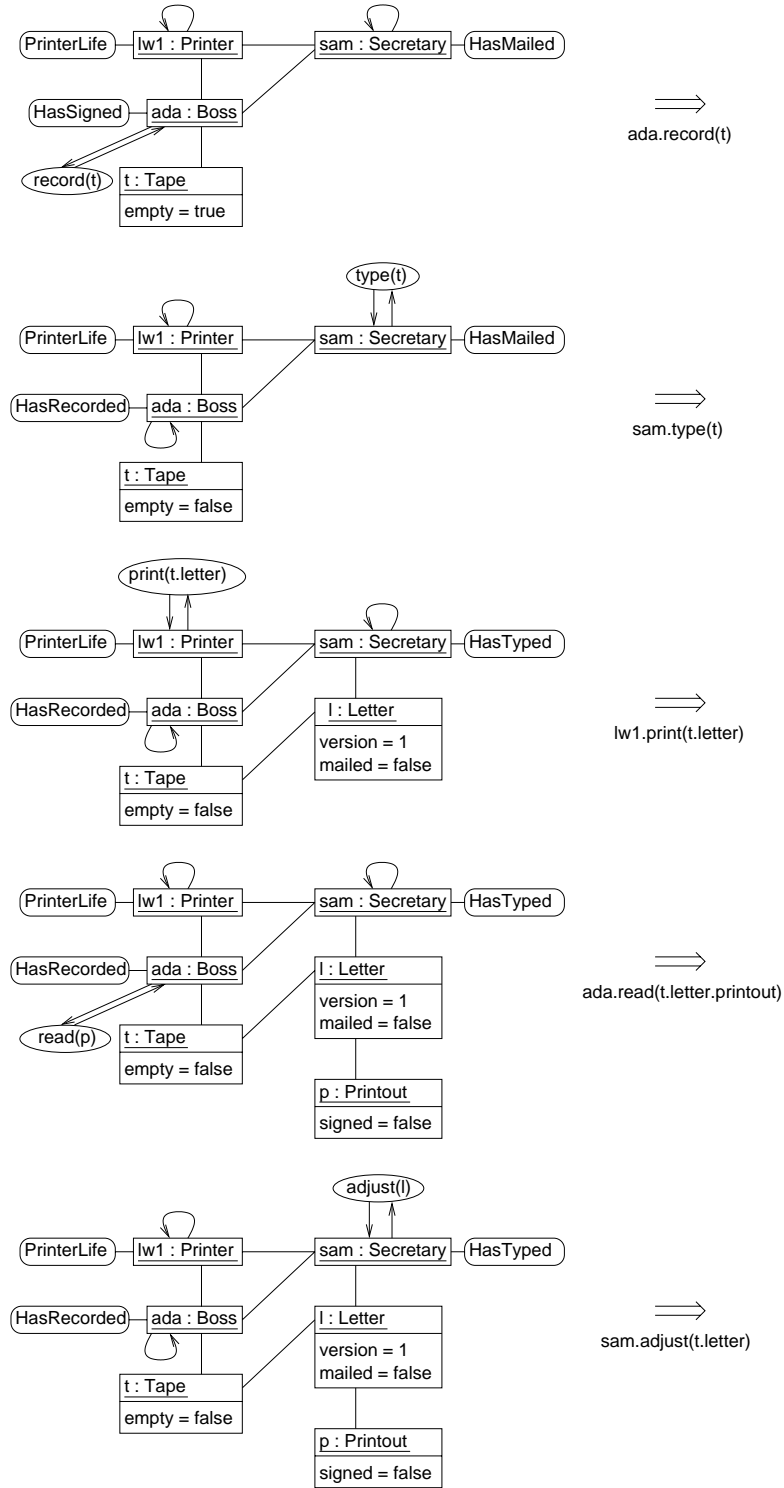 PrinterLife
lw1 : Printer
sam : Secretary
HasMailed
HasSigned
ada : Boss
ada.record(t)
record(t)
t : Tape
empty = true
type(t)
PrinterLife
lw1 : Printer
sam : Secretary
HasMailed
HasRecorded
ada : Boss
sam.type(t)
t : Tape
empty = false
print(t.letter)
PrinterLife
lw1 : Printer
sam : Secretary
HasTyped
HasRecorded
ada : Boss
l : Letter
lw1.print(t.letter)
version = 1
mailed = false
t : Tape
empty = false
PrinterLife
lw1 : Printer
sam : Secretary
HasTyped
HasRecorded
ada : Boss
l : Letter
ada.read(t.letter.printout)
version = 1
mailed = false
read(p)
t : Tape
empty = false
p : Printout
signed = false
adjust(l)
PrinterLife
lw1 : Printer
sam : Secretary
HasTyped
HasRecorded
ada : Boss
l : Letter
sam.adjust(t.letter)
version = 1
mailed = false
t : Tape
empty = false
p : Printout
signed = false